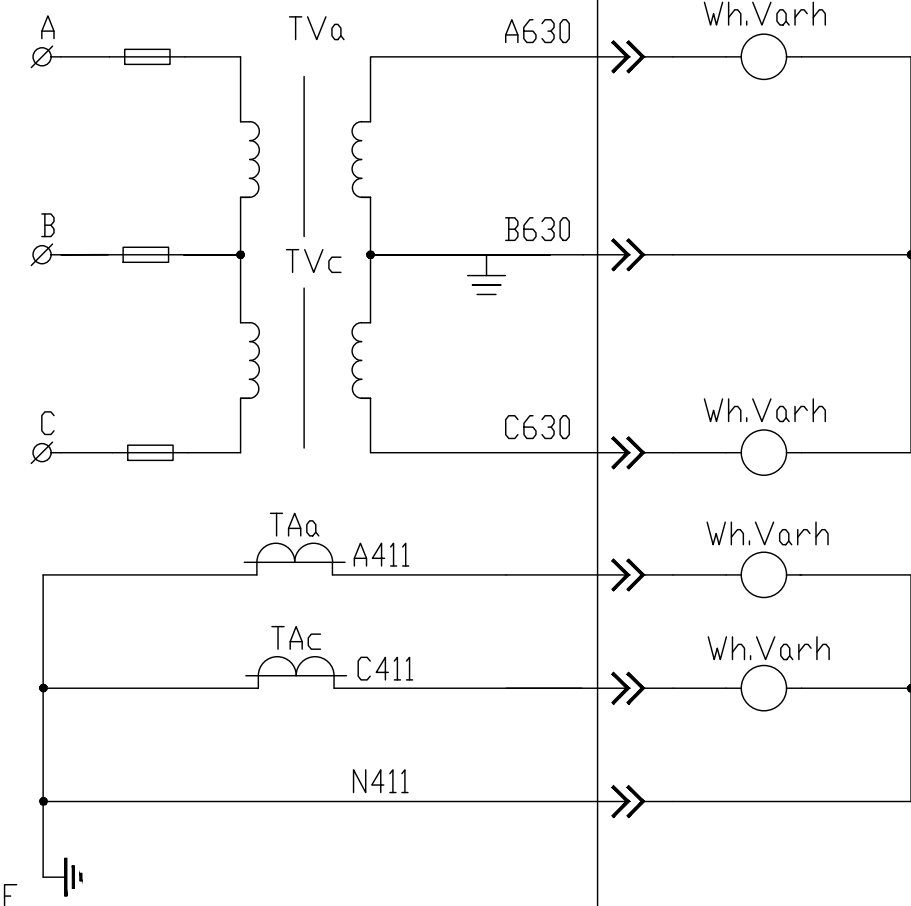 A TVa A630 Wh.Varh
B TVc B630
C C630 Wh.Varh
TAa A411 Wh.Varh
TAc C411 Wh.Varh
N411